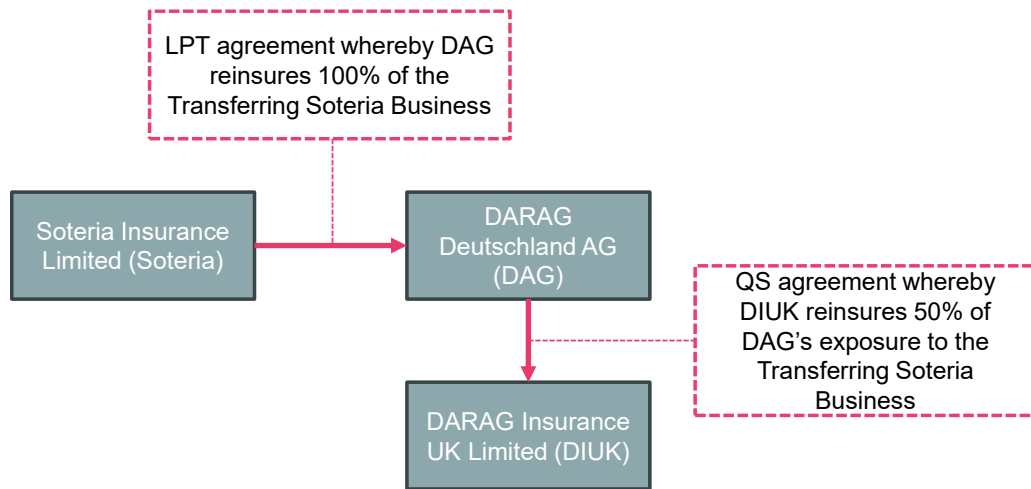 LPT agreement whereby DAG
reinsures 100% of the
Transferring Soteria Business
Soteria Insurance
Limited (Soteria)
DARAG
Deutschland AG
(DAG)
QS agreement whereby
DIUK reinsures 50% of
DAG’s exposure to the
Transferring Soteria
Business
DARAG Insurance
UK Limited (DIUK)